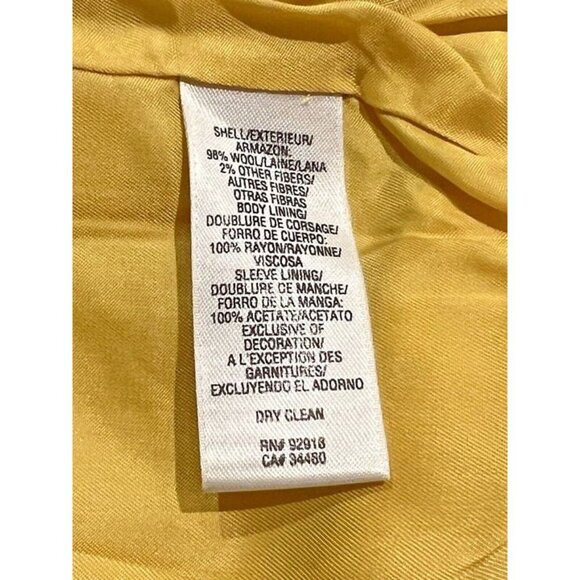 SHELL/EXTERIEUR/
ARMAZON:
98% WOOL/LAINE/LANA
2% OTHER FIBERS/
AUTRES FIBRES/
OTRAS FIBRAS
BODY LINING/
DOUBLURE DE CORSAGE/
FORRO DE CUERPO:
100% RAYON/RAYONNE/
VISCOSA
SLEEVE LINING/
DOUBLURE DE MANCHE/
FORRO DE LA MANGA:
100% ACETATE/ACETATO
EXCLUSIVE OF
DECORATION/
A L'EXCEPTION DES
GARNITURES/
EXCLUYENDO EL ADORNO
DRY CLEAN
RN# 92916
CA# 34480